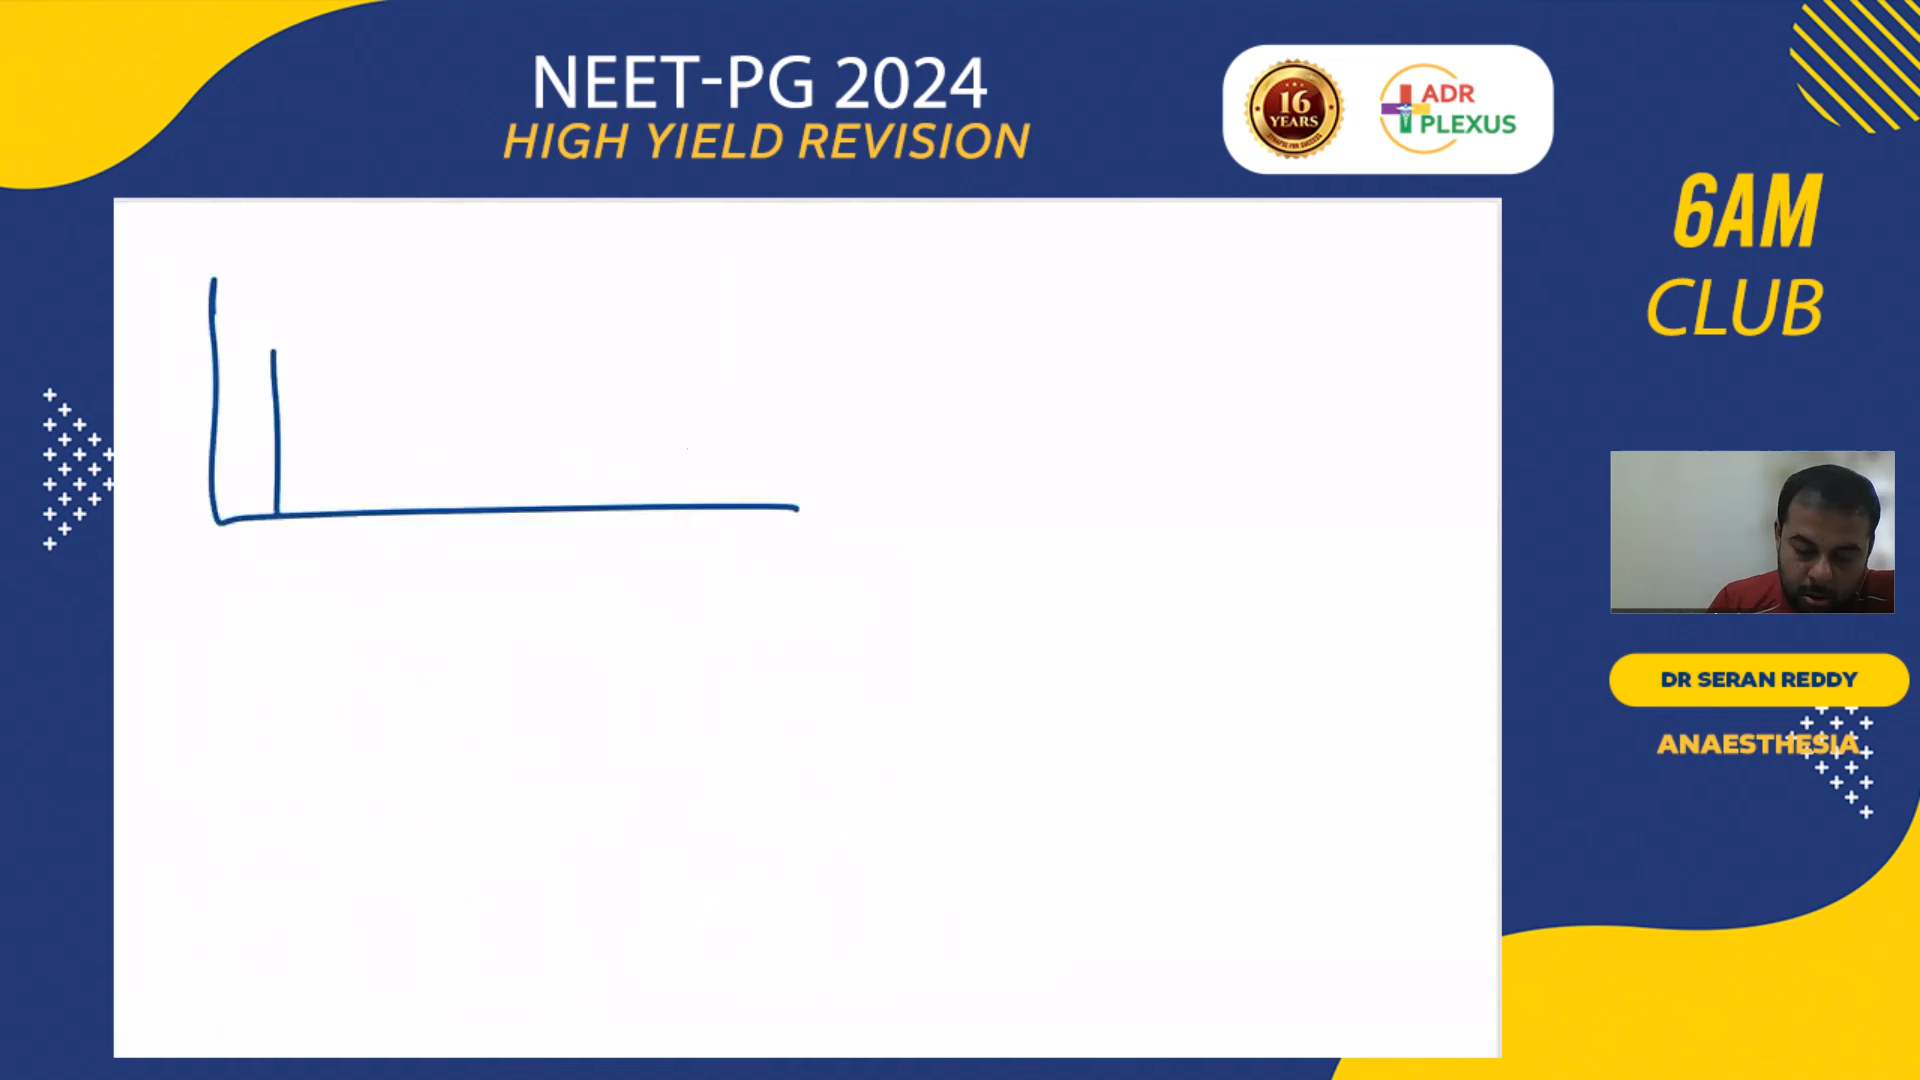 NEET-PG 2024
HIGH YIELD REVISION
16
YEARS
ADR
PLEXUS
6AM
CLUB
DR SERAN REDDY
ANAESTHESIA